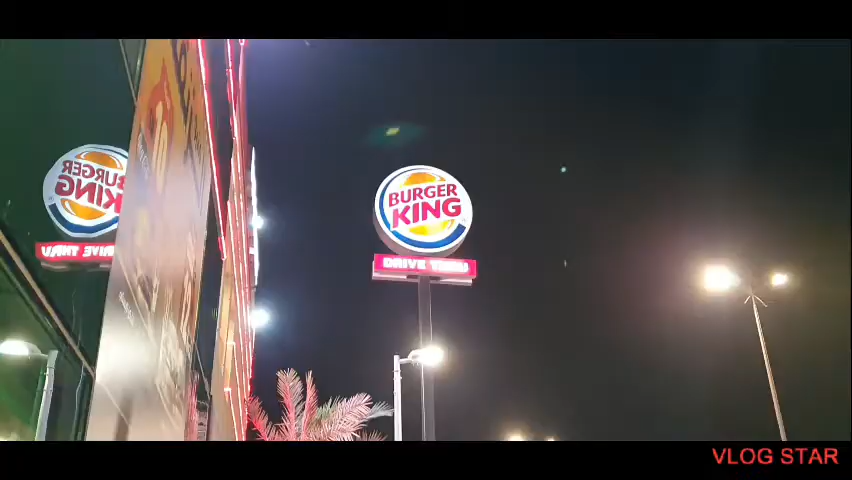 BURGER
KING
DRIVE THRU
BURGER
KING
DRIVE THRU
VLOG STAR